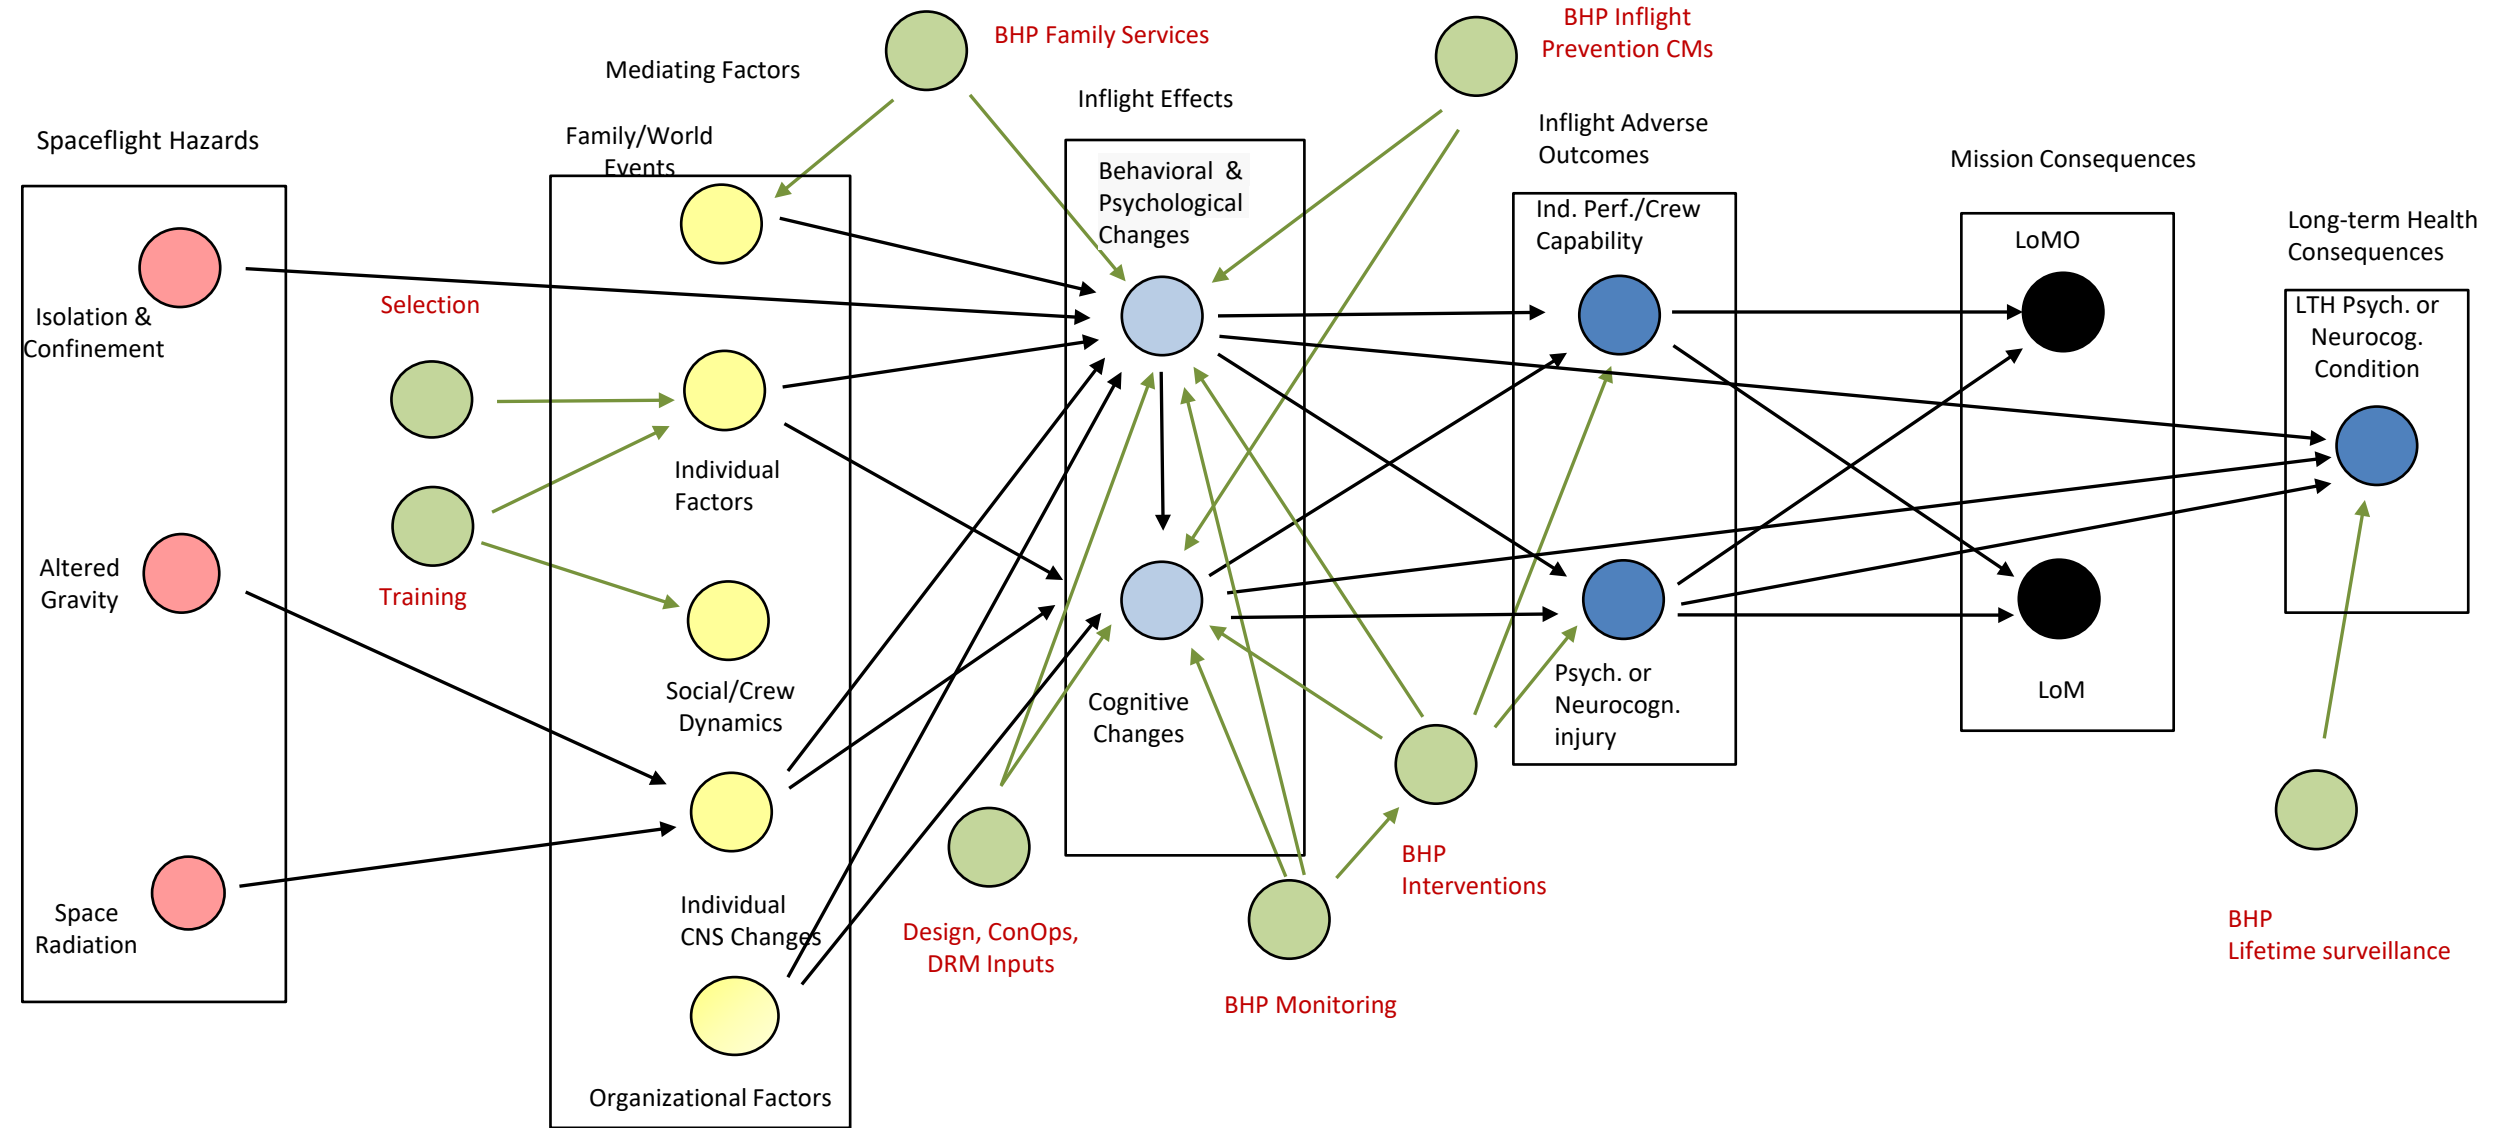 BHP Family Services
BHP Inflight
Prevention CMs
Mediating Factors
Inflight Effects
Spaceflight Hazards
Family/World
Events
Inflight Adverse
Outcomes
Mission Consequences
Long-term Health
Consequences
Behavioral &
Psychological
Changes
Ind. Perf./Crew
Capability
LoMO
LTH Psych. or
Neurocog.
Condition
Isolation &
Confinement
Selection
Individual
Factors
Altered
Gravity
Training
Social/Crew
Dynamics
Cognitive
Changes
Psych. or
Neurocogn.
injury
LoM
Space
Radiation
Individual
CNS Changes
Design, ConOps,
DRM Inputs
BHP
Interventions
BHP Monitoring
BHP
Lifetime surveillance
Organizational Factors